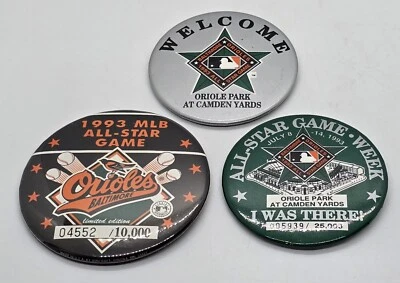 WELCOME
ORIOLE PARK
AT CAMDEN YARDS
1993 MLB
ALL-STAR
GAME
Orioles
BALTIMORE
limited edition
04552 /10,000
ALL-STAR GAME • WEEK
JULY 8 -14, 1993
ORIOLE PARK
AT CAMDEN YARDS
I WAS THERE!
005939/ 25,000